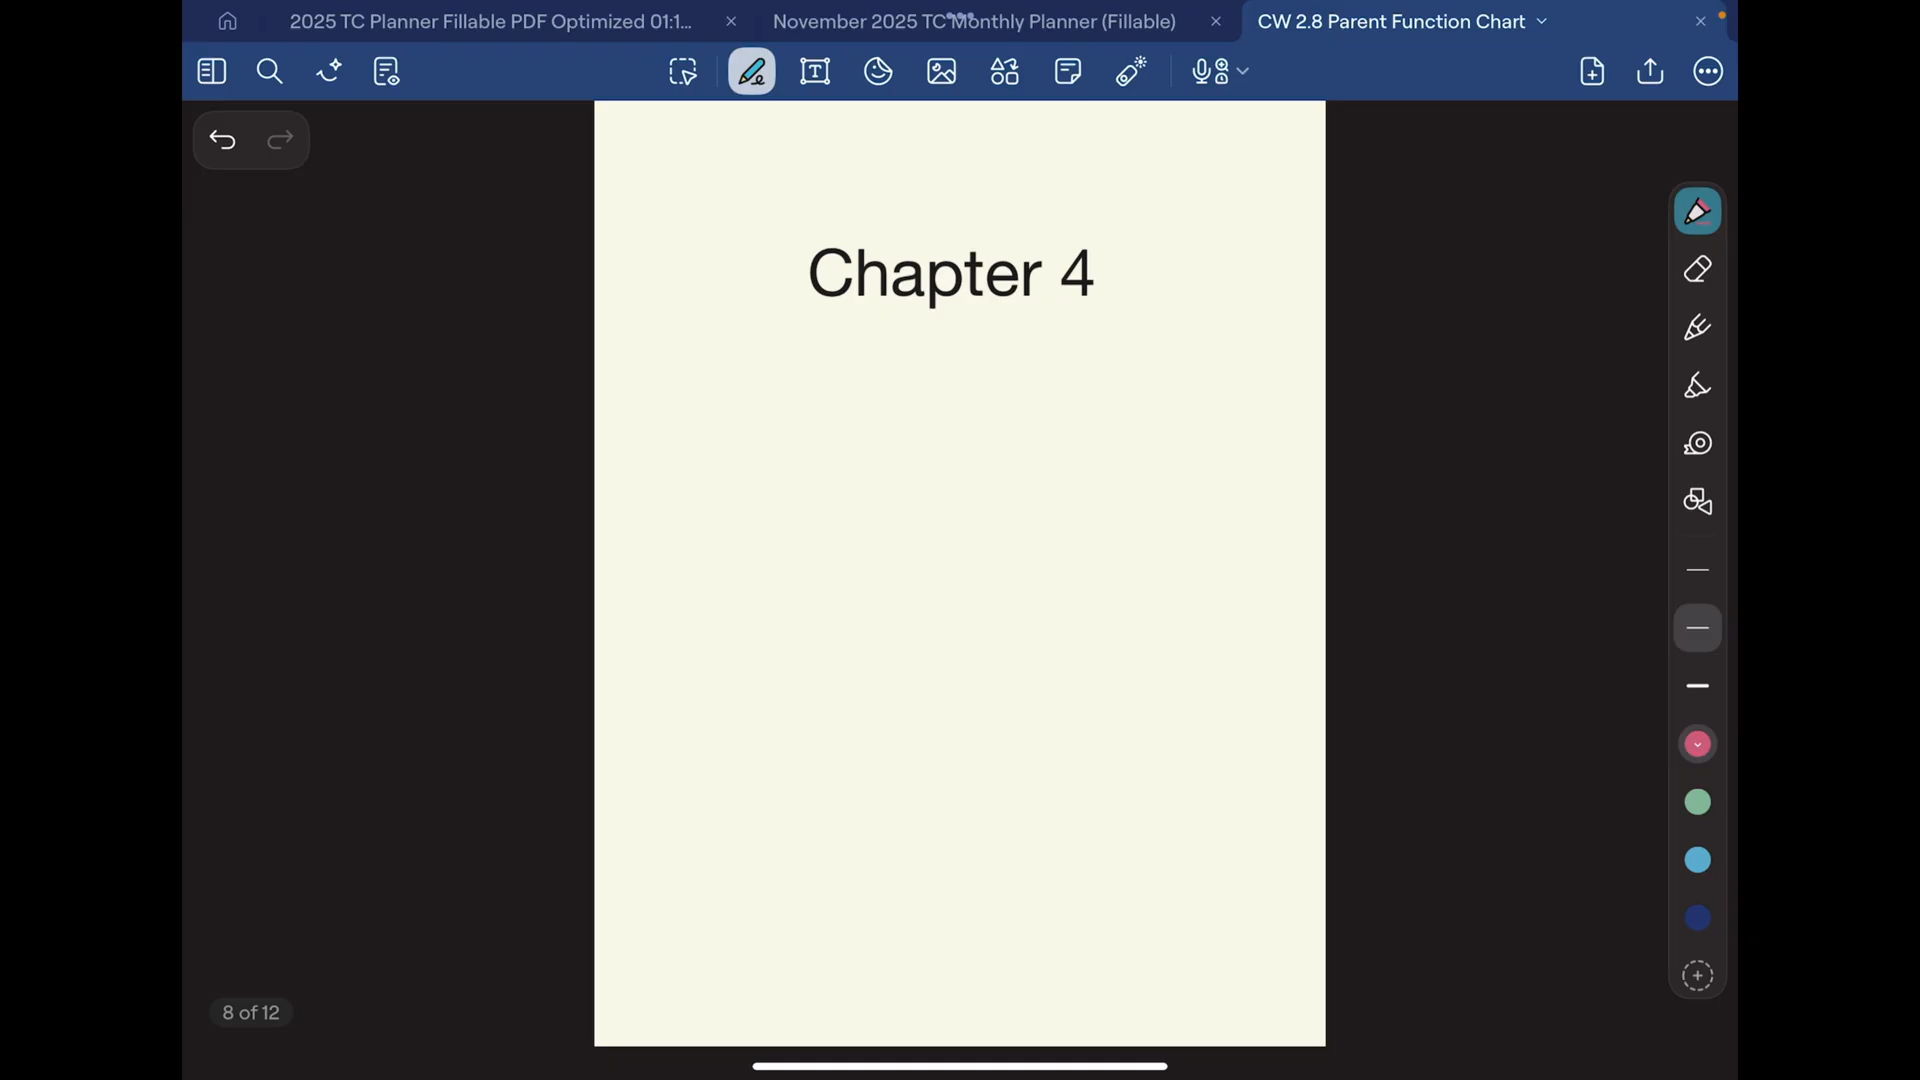 2025 TC Planner Fillable PDF Optimized 01:1...
November 2025 TC Monthly Planner (Fillable)
CW 2.8 Parent Function Chart
Chapter 4
8 of 12